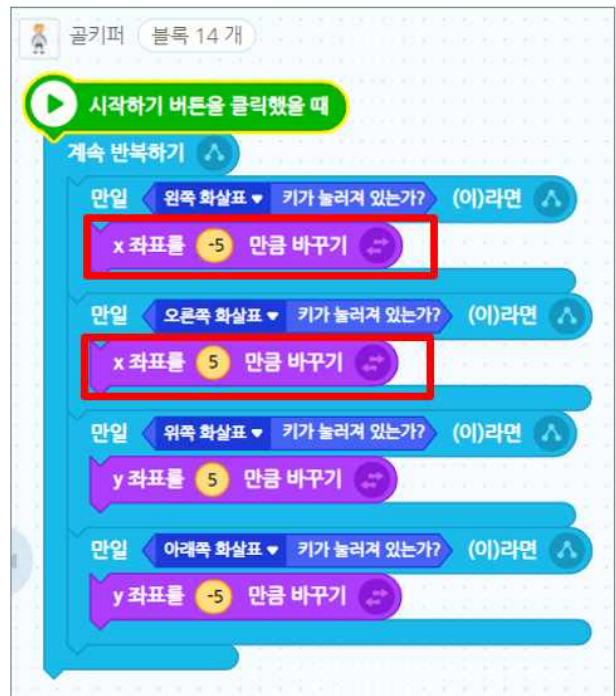 골키퍼 블록 14 개
시작하기 버튼을 클릭했을 때
계속 반복하기
만일 왼쪽 화살표 키가 눌러져 있는가? (이)라면
x 좌표를 -5 만큼 바꾸기
만일 오른쪽 화살표 키가 눌러져 있는가? (이)라면
x 좌표를 5 만큼 바꾸기
만일 위쪽 화살표 키가 눌러져 있는가? (이)라면
y 좌표를 5 만큼 바꾸기
만일 아래쪽 화살표 키가 눌러져 있는가? (이)라면
y 좌표를 -5 만큼 바꾸기